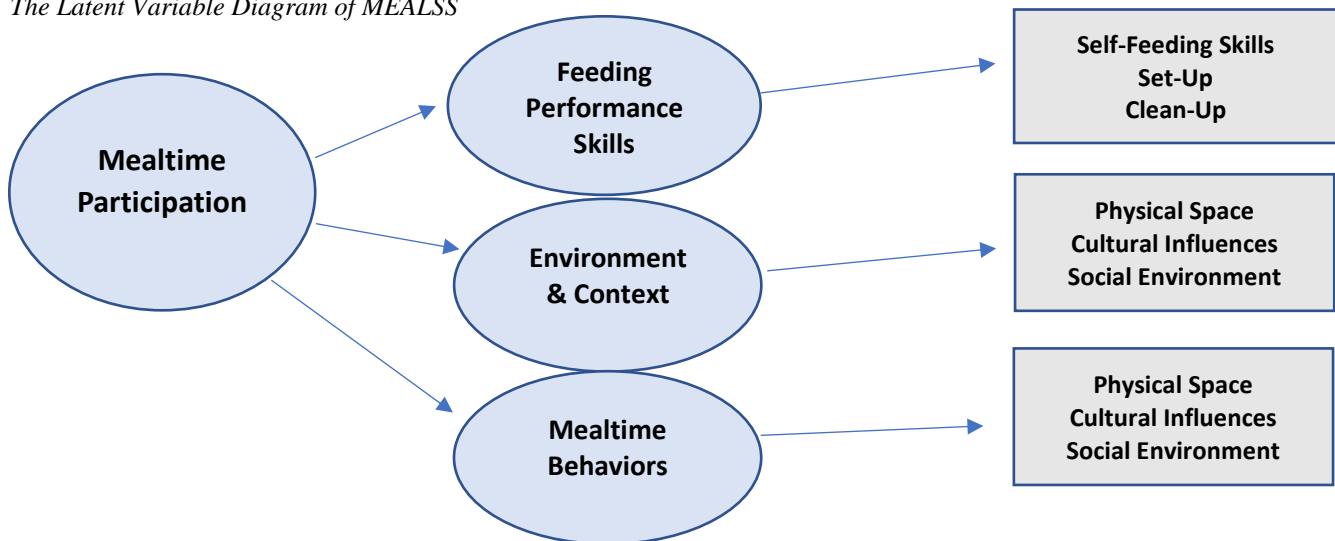 The Latent Variable Diagram of MEALSS
Mealtime
Participation
Feeding
Performance
Skills
Environment
& Context
Mealtime
Behaviors
Self-Feeding Skills
Set-Up
Clean-Up
Physical Space
Cultural Influences
Social Environment
Physical Space
Cultural Influences
Social Environment